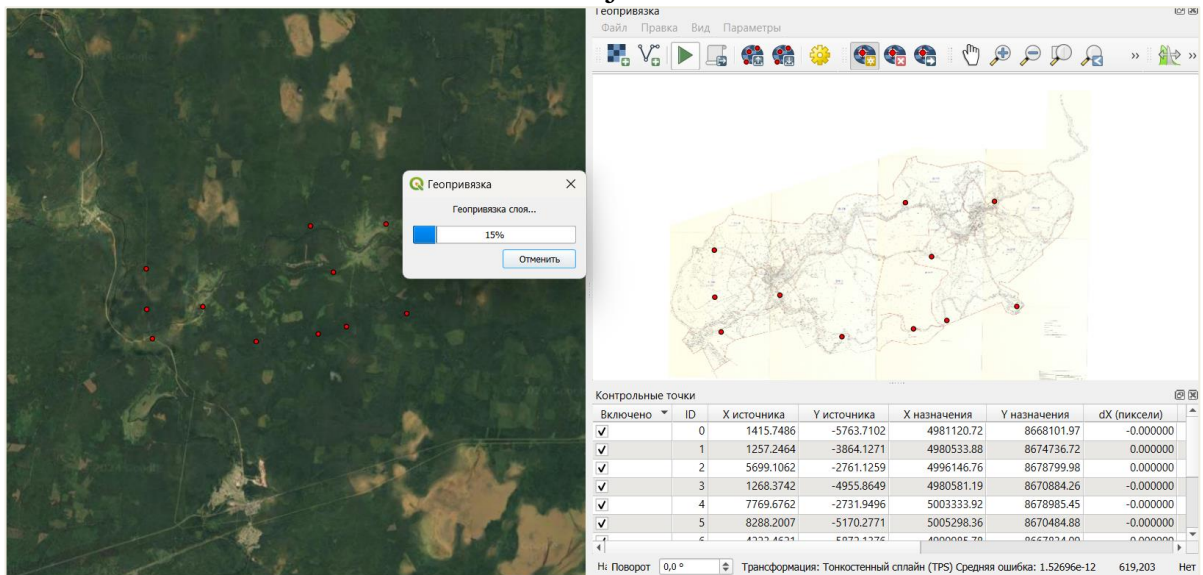 Геопривязка
Файл Правка Вид Параметры
Геопривязка
Геопривязка слоя...
15%
Отменить
Контрольные точки
Включено ID X источника Y источника X назначения Y назначения dX (пиксели)
0 1415.7486 -5763.7102 4981120.72 8668101.97 -0.000000
1 1257.2464 -3864.1271 4980533.88 8674736.72 0.000000
2 5699.1062 -2761.1259 4996146.76 8678799.98 0.000000
3 1268.3742 -4955.8649 4980581.19 8670884.26 -0.000000
4 7769.6762 -2731.9496 5003333.92 8678985.45 -0.000000
5 8288.2007 -5170.2771 5005298.36 8670484.88 -0.000000
Поворот 0,0 ° Трансформация: Тонкостенный сплайн (TPS) Средняя ошибка: 1.52696e-12 619,203 Нет